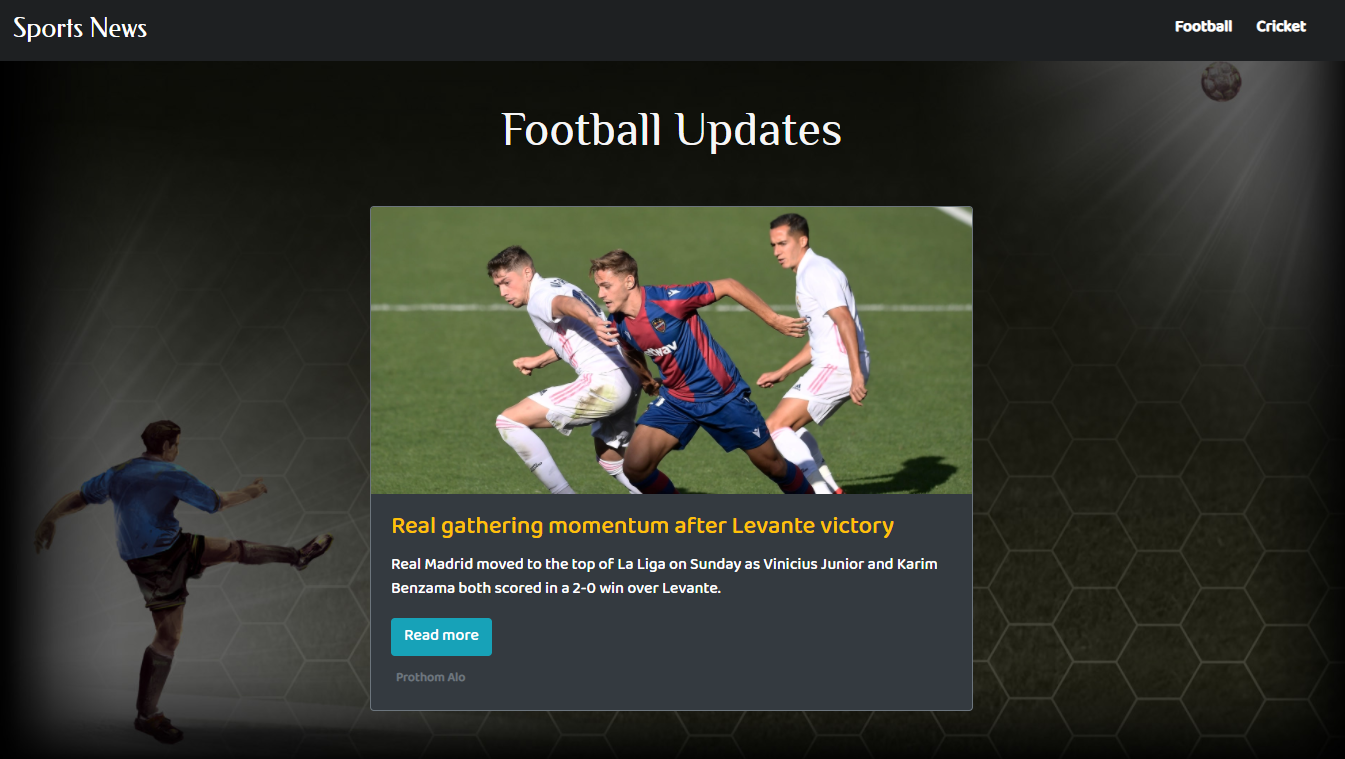 Sports News
Football Cricket
Football Updates
Real gathering momentum after Levante victory
Real Madrid moved to the top of La Liga on Sunday as Vinicius Junior and Karim
Benzama both scored in a 2-0 win over Levante.
Read more
Prothom Alo